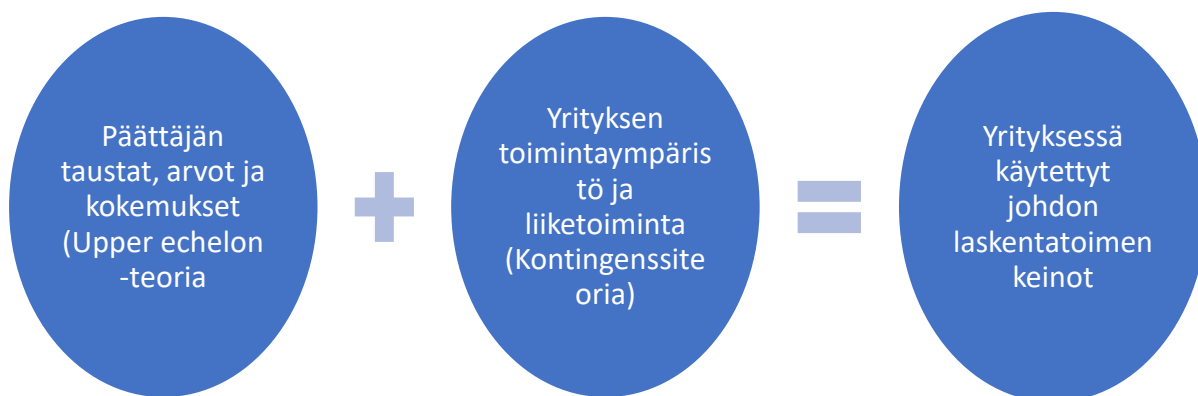 Päättäjän
taustat, arvot ja
kokemukset
(Upper echelon
-teoria
Yrityksen
toimintaympäris
tö ja
liiketoiminta
(Kontingenssite
oria)
Yrityksessä
käytettyt
johdon
laskentatoimen
keinot